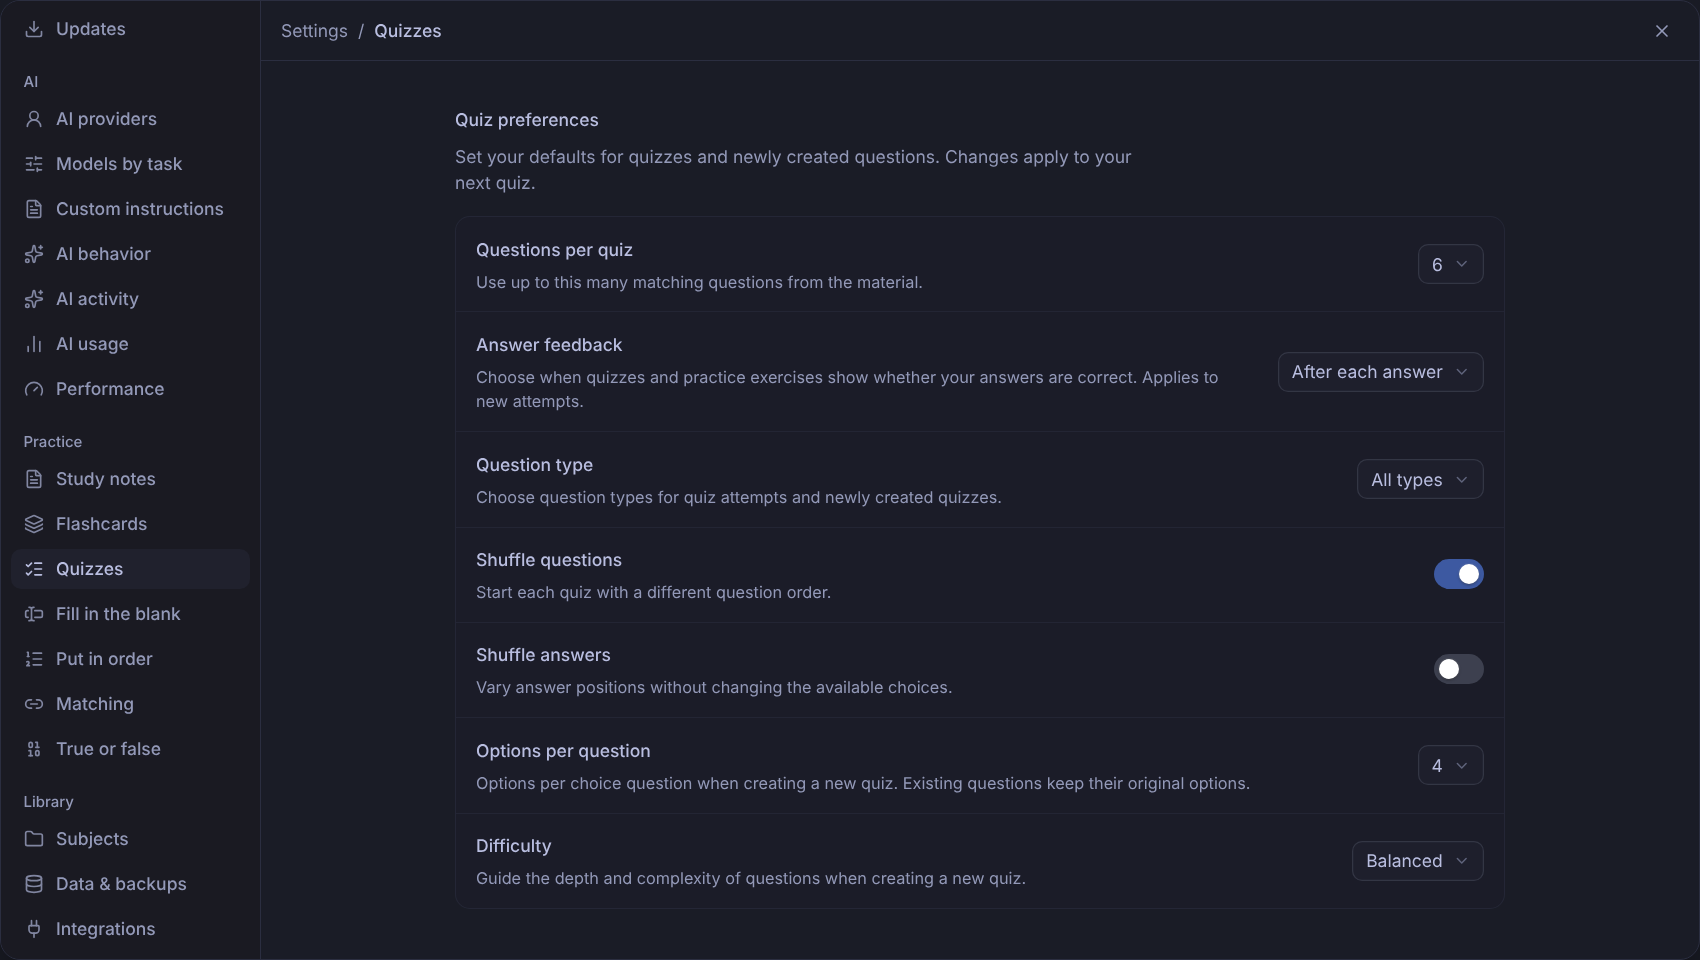 Updates
AI
AI providers
Models by task
Custom instructions
AI behavior
AI activity
AI usage
Performance
Practice
Study notes
Flashcards
Quizzes
Fill in the blank
Put in order
Matching
True or false
Library
Subjects
Data & backups
Integrations
Settings / Quizzes
Quiz preferences
Set your defaults for quizzes and newly created questions. Changes apply to your
next quiz.
Questions per quiz
Use up to this many matching questions from the material.
6
Answer feedback
Choose when quizzes and practice exercises show whether your answers are correct. Applies to
new attempts.
After each answer
Question type
Choose question types for quiz attempts and newly created quizzes.
All types
Shuffle questions
Start each quiz with a different question order.
Shuffle answers
Vary answer positions without changing the available choices.
Options per question
Options per choice question when creating a new quiz. Existing questions keep their original options.
4
Difficulty
Guide the depth and complexity of questions when creating a new quiz.
Balanced